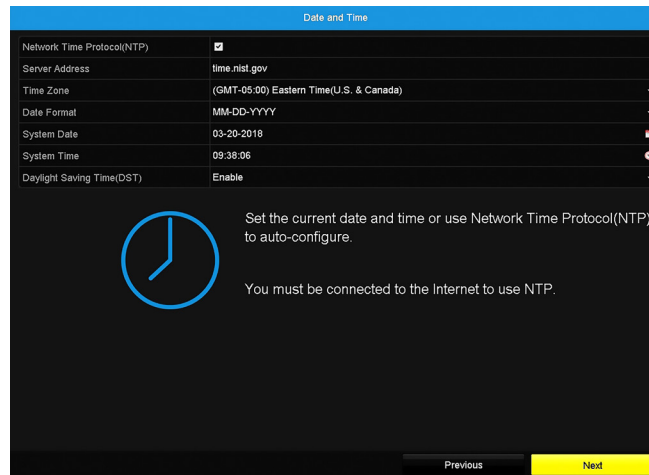 Date and Time
Network Time Protocol(NTP)
Server Address time.nist.gov
Time Zone (GMT-05:00) Eastern Time(U.S. & Canada)
Date Format MM-DD-YYYY
System Date 03-20-2018
System Time 09:38:06
Daylight Saving Time(DST) Enable
Set the current date and time or use Network Time Protocol(NTP)
to auto-configure.
You must be connected to the Internet to use NTP.
Previous Next